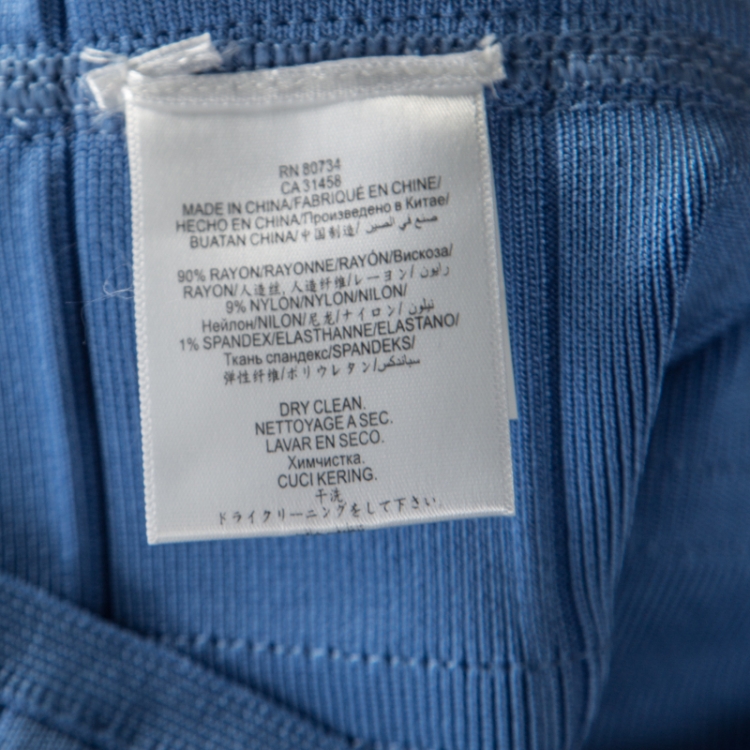 RN 80734
CA 31458
MADE IN CHINA/FABRIQUÉ EN CHINE/
HECHO EN CHINA/Произведено в Китае/
BUATAN CHINA/中国制造/ صنع في الصين/
90% RAYON/RAYONNE/RAYÓN/Вискоза/
RAYON/人造丝, 人造纤维/レーヨン/ رايون/
9% NYLON/NYLON/NILON/
Нейлон/NILON/尼龙/ナイロン/ نيلون/
1% SPANDEX/ELASTHANNE/ELASTANO/
Ткань спандекс/SPANDEKS/
弹性纤维/ポリウレタン/سباندكس
DRY CLEAN.
NETTOYAGE A SEC.
LAVAR EN SECO.
Химчистка.
CUCI KERING.
干洗
ドライクリーニングをして下さい